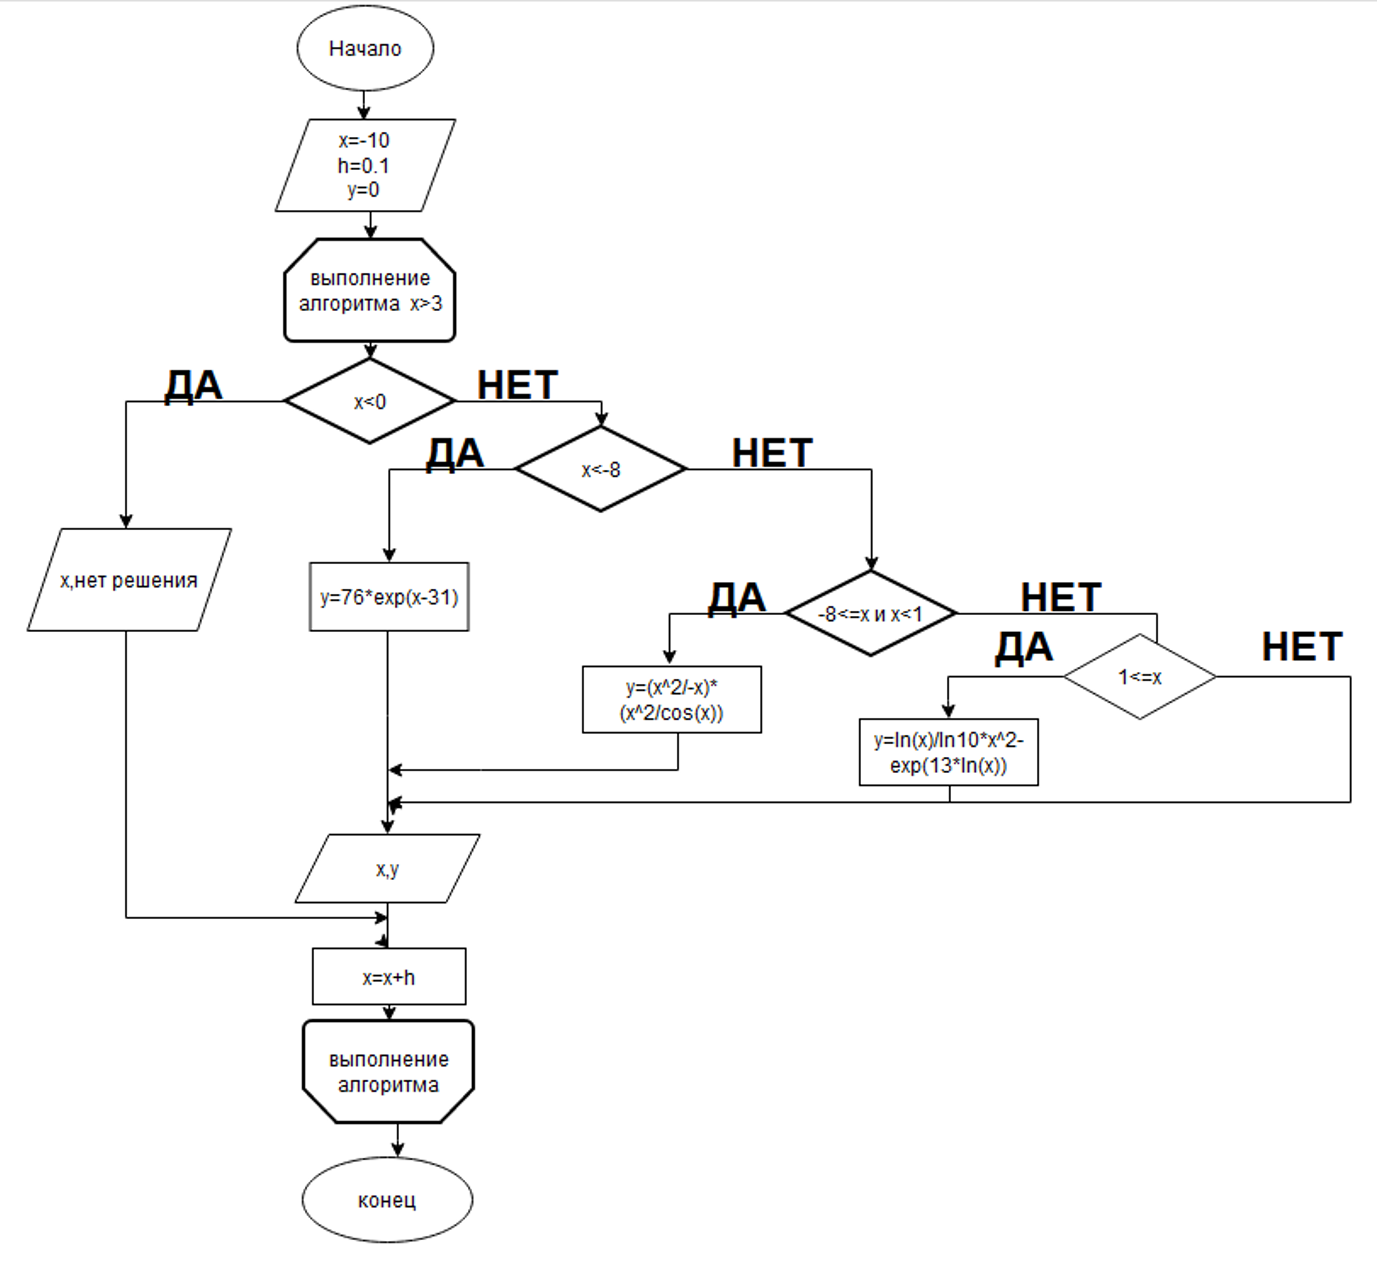 Начало
x=-10
h=0.1
y=0
выполнение
алгоритма x>3
ДА
x<0
НЕТ
ДА
x<-8
НЕТ
x,нет решения
y=76*exp(x-31)
ДА
-8<=x и x<1
НЕТ
ДА
1<=x
НЕТ
y=(x^2/-x)*
(x^2/cos(x))
y=ln(x)/ln10*x^2-
exp(13*ln(x))
x,y
x=x+h
выполнение
алгоритма
конец